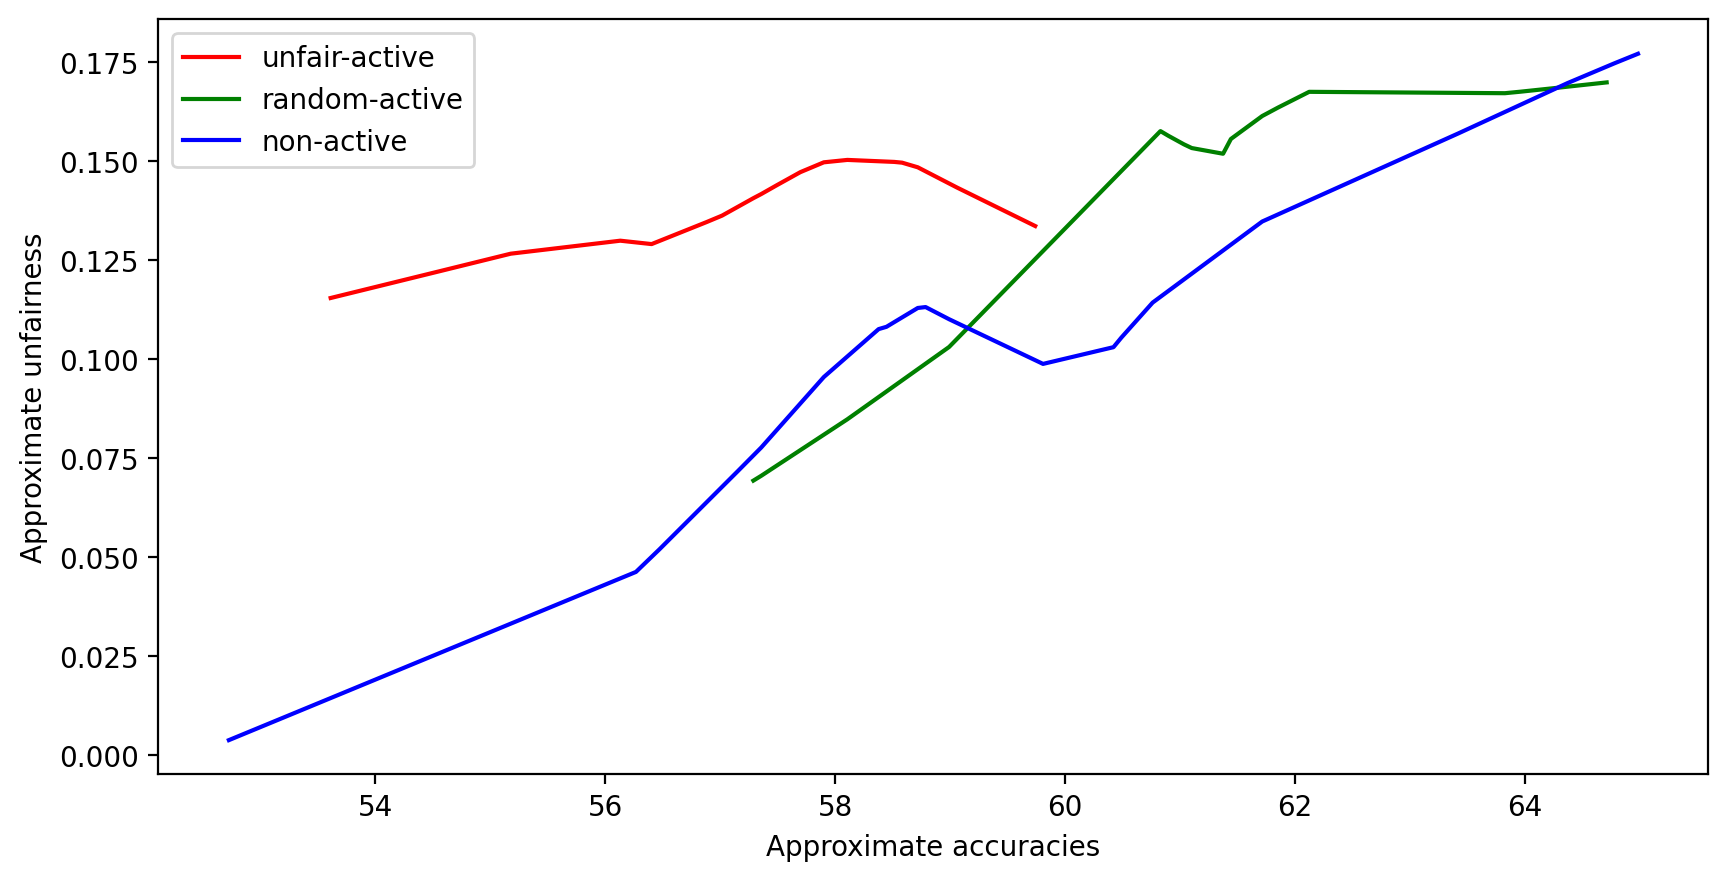 unfair-active
random-active
non-active
0.175
0.150
0.125
0.100
0.075
0.050
0.025
0.000
Approximate unfairness
54 56 58 60 62 64
Approximate accuracies